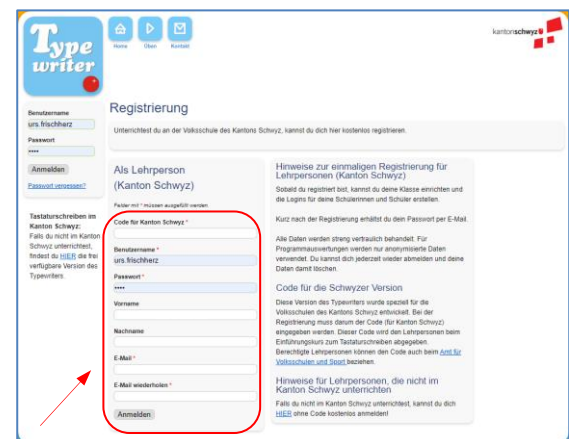 Type
writer
Home
Üben
Kontakt
kantonschwyz
Benutzername
urs.frischherz
Passwort
••••
Anmelden
Passwort vergessen?
Tastaturschreiben im
Kanton Schwyz:
Falls du nicht im Kanton
Schwyz unterrichtest,
findest du HIER die frei
verfügbare Version des
Typewriters.
Registrierung
Unterrichtest du an der Volksschule des Kantons Schwyz, kannst du dich hier kostenlos registrieren.
Als Lehrperson
(Kanton Schwyz)
Felder mit * müssen ausgefüllt werden.
Code für Kanton Schwyz *
Benutzername *
urs.frischherz
Passwort *
••••
Vorname
Nachname
E-Mail *
E-Mail wiederholen *
Anmelden
Hinweise zur einmaligen Registrierung für
Lehrpersonen (Kanton Schwyz)
Sobald du registriert bist, kannst du deine Klasse einrichten und
die Logins für deine Schülerinnen und Schüler erstellen.
Kurz nach der Registrierung erhältst du dein Passwort per E-Mail.
Alle Daten werden streng vertraulich behandelt. Für
Programmauswertungen werden nur anonymisierte Daten
verwendet. Du kannst dich jederzeit wieder abmelden und deine
Daten damit löschen.
Code für die Schwyzer Version
Diese Version des Typewriters wurde speziell für die
Volksschulen des Kantons Schwyz entwickelt. Bei der
Registrierung muss darum der Code (für Kanton Schwyz)
eingegeben werden. Dieser Code wird den Lehrpersonen beim
Einführungskurs zum Tastaturschreiben abgegeben.
Berechtigte Lehrpersonen können den Code auch beim Amt für
Volksschulen und Sport beziehen.
Hinweise für Lehrpersonen, die nicht im
Kanton Schwyz unterrichten
Falls du nicht im Kanton Schwyz unterrichtest, kannst du dich
HIER ohne Code kostenlos anmelden!